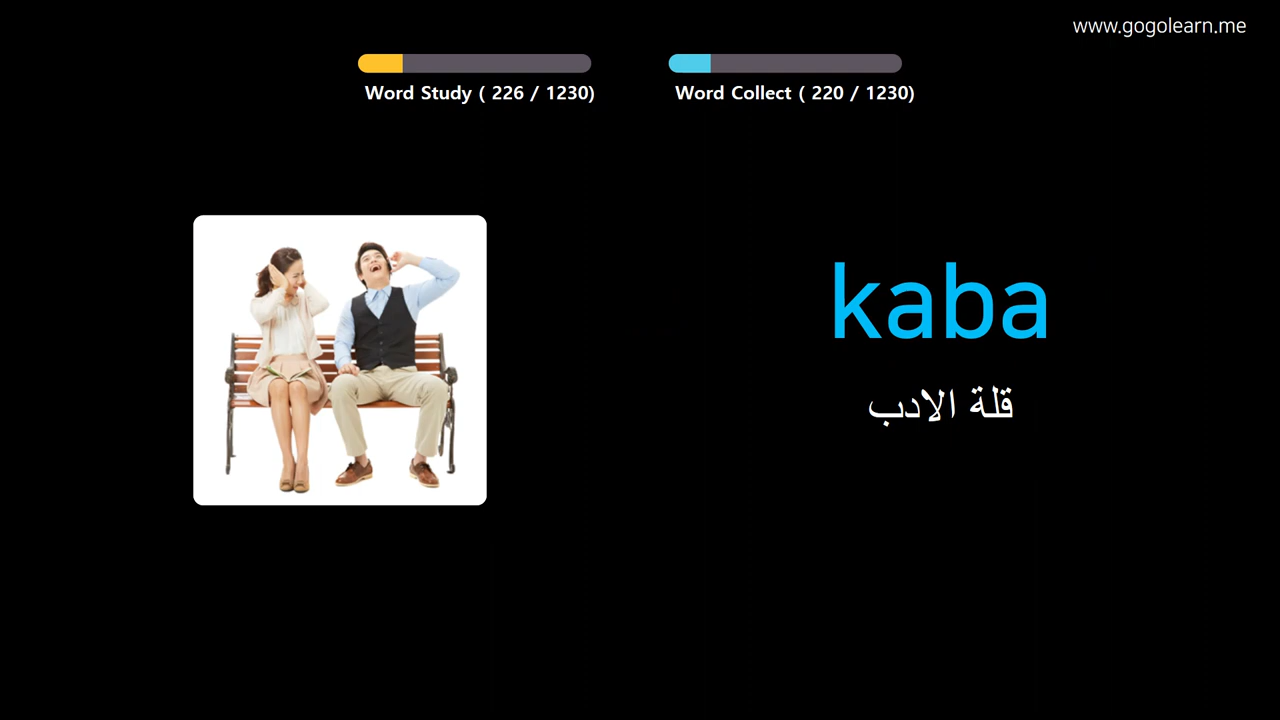 www.gogolearn.me
Word Study ( 226 / 1230)
Word Collect ( 220 / 1230)
kaba
قلة الادب